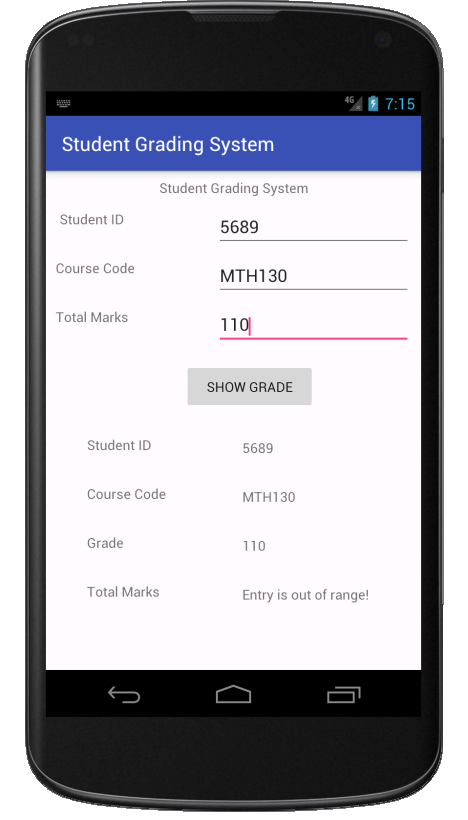 4G 7:15
Student Grading System
Student Grading System
Student ID 5689
Course Code MTH130
Total Marks 110
SHOW GRADE
Student ID 5689
Course Code MTH130
Grade 110
Total Marks Entry is out of range!